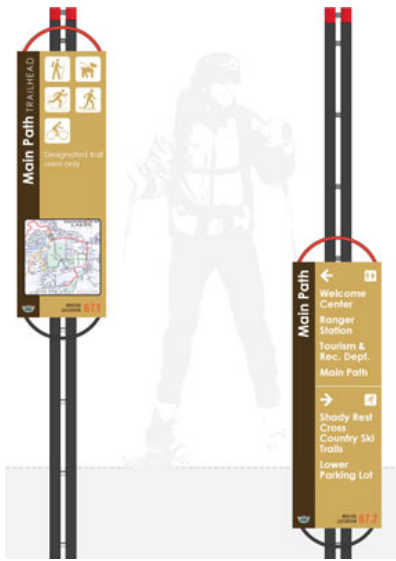 Main Path TRAILHEAD
Designated trail
uses only
67.1
Main Path
Welcome
Center
Ranger
Station
Tourism &
Rec. Dept.
Main Path
Shady Rest
Cross
Country Ski
Trails
Lower
Parking Lot
67.2